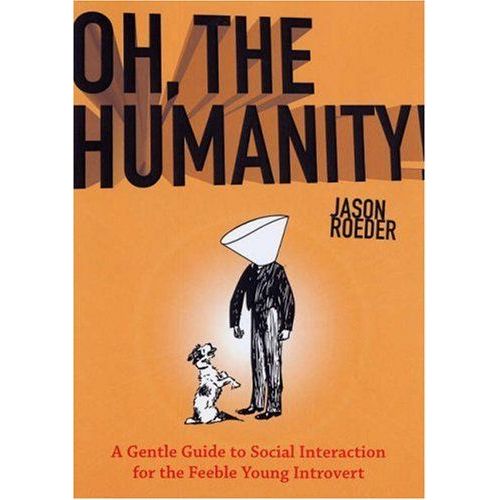 OH, THE
HUMANITY!
JASON
ROEDER
A Gentle Guide to Social Interaction
for the Feeble Young Introvert